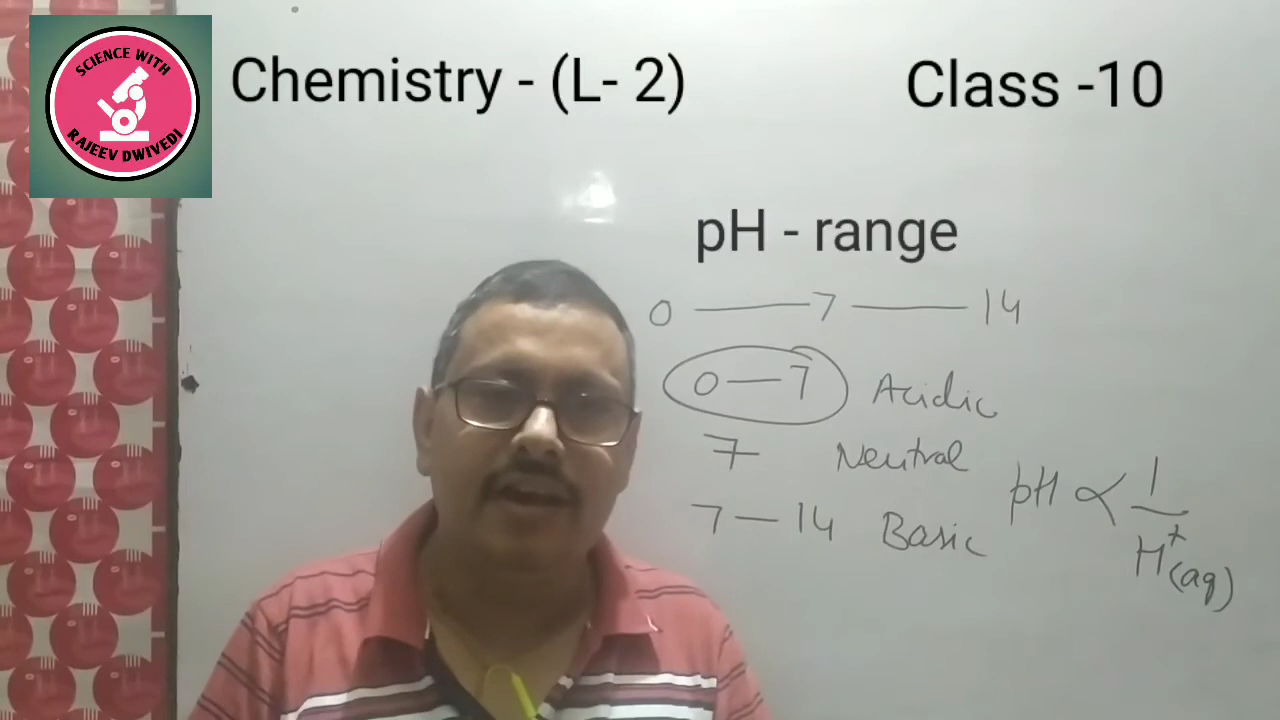 SCIENCE WITH
RAJEEV DWIVEDI
Chemistry - (L- 2)
Class -10
pH - range
0 — 7 — 14
0 — 7 Acidic
7 Neutral
7 — 14 Basic
pH ∝ 1/H⁺(aq)